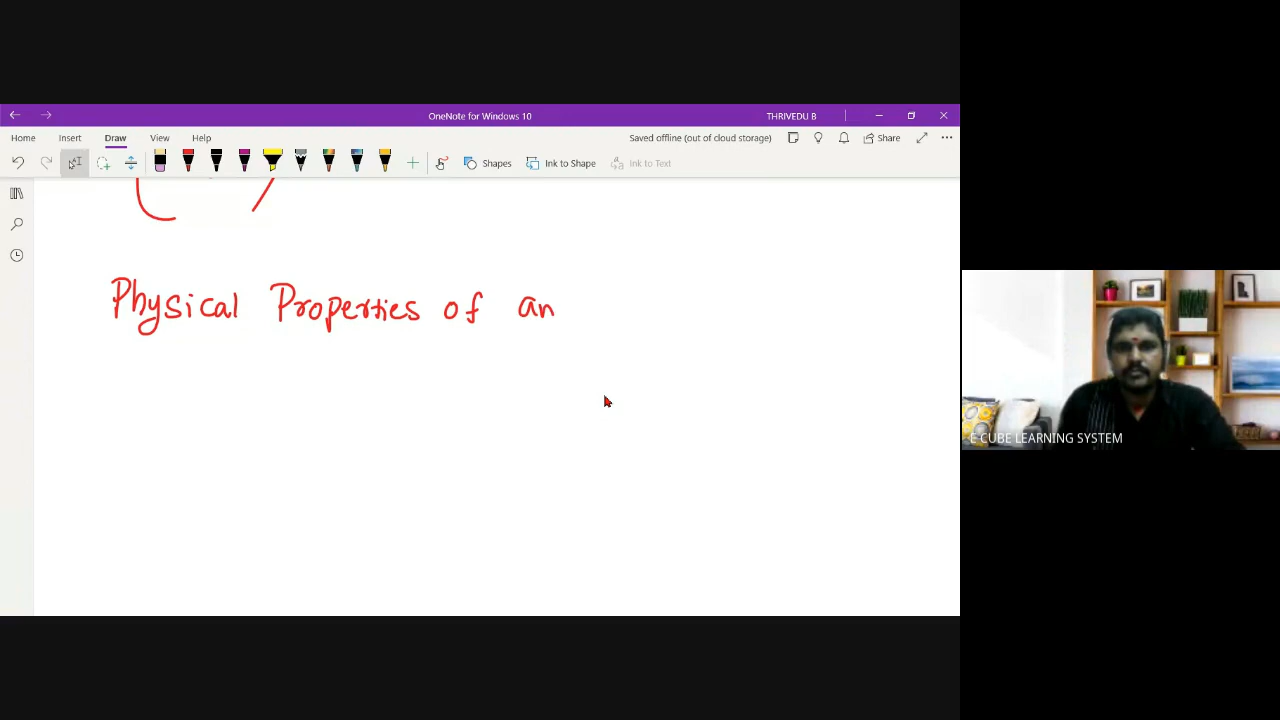 OneNote for Windows 10
THRIVEDU B
Home Insert Draw View Help
Saved offline (out of cloud storage)
Share
Shapes
Ink to Shape
Ink to Text
Physical Properties of an
E CUBE LEARNING SYSTEM